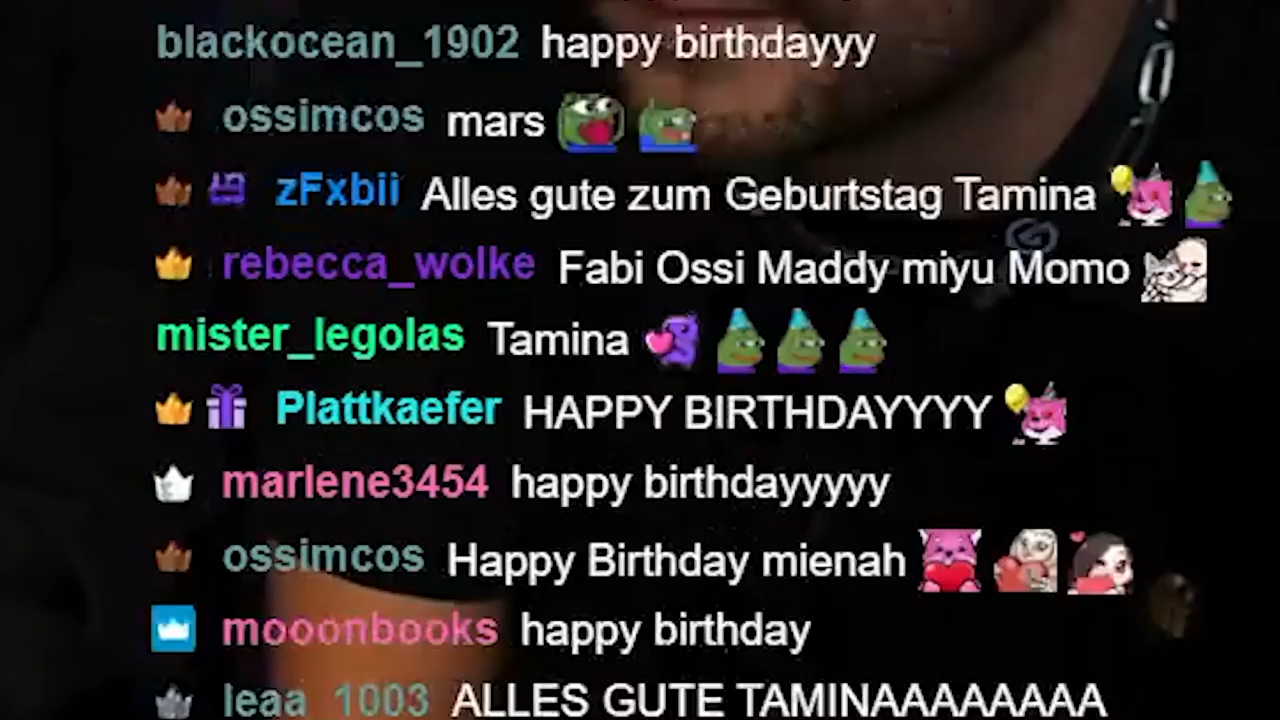 blackocean_1902 happy birthdayyy
ossimcos mars
zFxbii Alles gute zum Geburtstag Tamina
rebecca_wolke Fabi Ossi Maddy miyu Momo
mister_legolas Tamina
Plattkaefer HAPPY BIRTHDAYYYY
marlene3454 happy birthdayyyyy
ossimcos Happy Birthday mienah
mooonbooks happy birthday
leaa_1003 ALLES GUTE TAMINAAAAAAAA